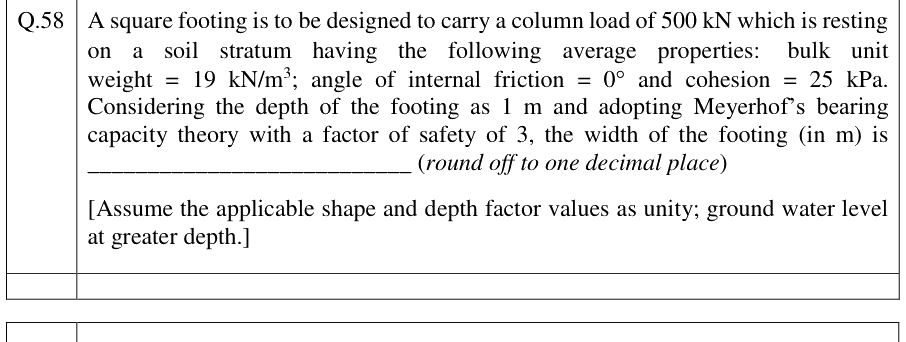 Q.58 A square footing is to be designed to carry a column load of 500 kN which is resting
on a soil stratum having the following average properties: bulk unit
weight = 19 kN/m³; angle of internal friction = 0° and cohesion = 25 kPa.
Considering the depth of the footing as 1 m and adopting Meyerhof's bearing
capacity theory with a factor of safety of 3, the width of the footing (in m) is
____________________________ (round off to one decimal place)
[Assume the applicable shape and depth factor values as unity; ground water level
at greater depth.]